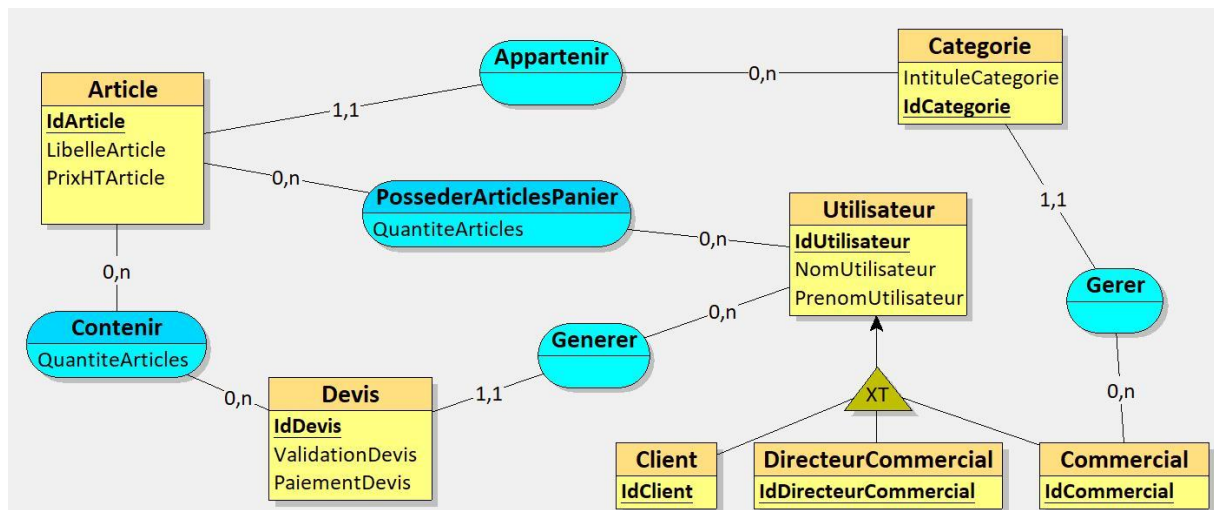 Appartenir
0,n
Categorie
IntituleCategorie
IdCategorie
Article
IdArticle
LibelleArticle
PrixHTArticle
1,1
0,n
PossederArticlesPanier
QuantiteArticles
0,n
Utilisateur
IdUtilisateur
NomUtilisateur
PrenomUtilisateur
1,1
Gerer
0,n
0,n
Contenir
QuantiteArticles
0,n
Generer
0,n
Devis
IdDevis
ValidationDevis
PaiementDevis
1,1
XT
0,n
Client
IdClient
DirecteurCommercial
IdDirecteurCommercial
Commercial
IdCommercial